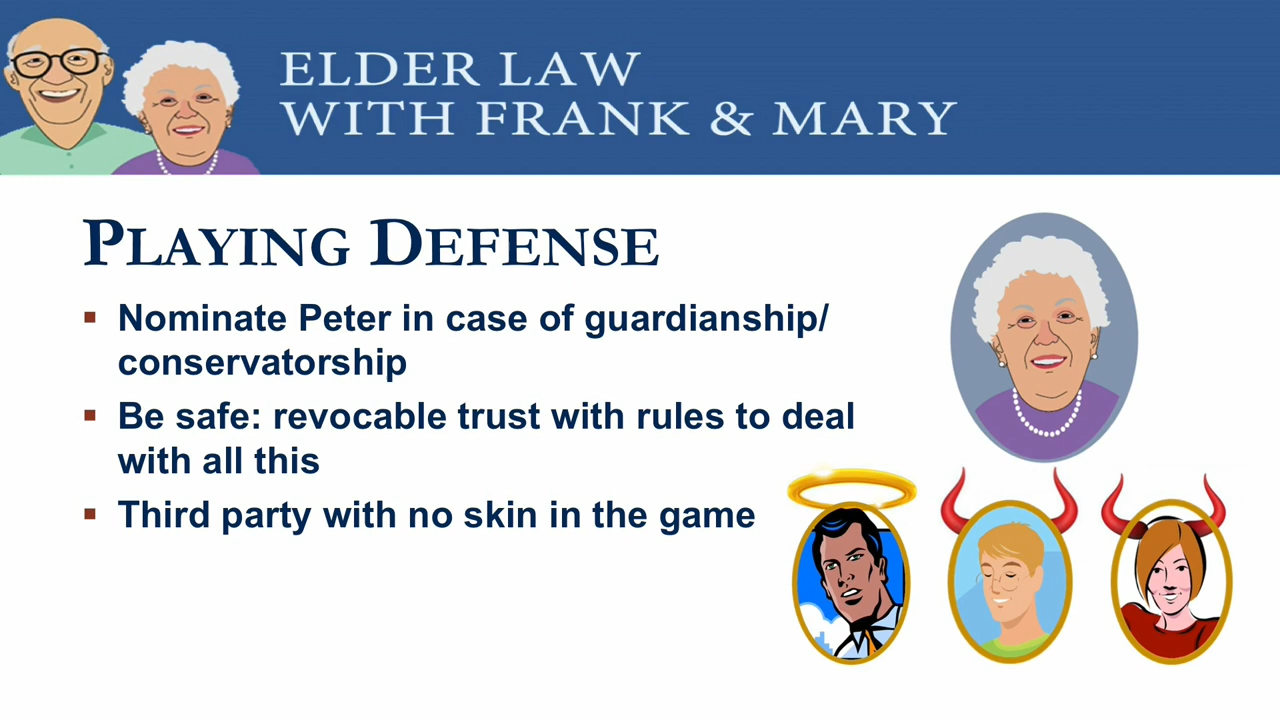 ELDER LAW
WITH FRANK & MARY
PLAYING DEFENSE
▪ Nominate Peter in case of guardianship/
conservatorship
▪ Be safe: revocable trust with rules to deal
with all this
▪ Third party with no skin in the game